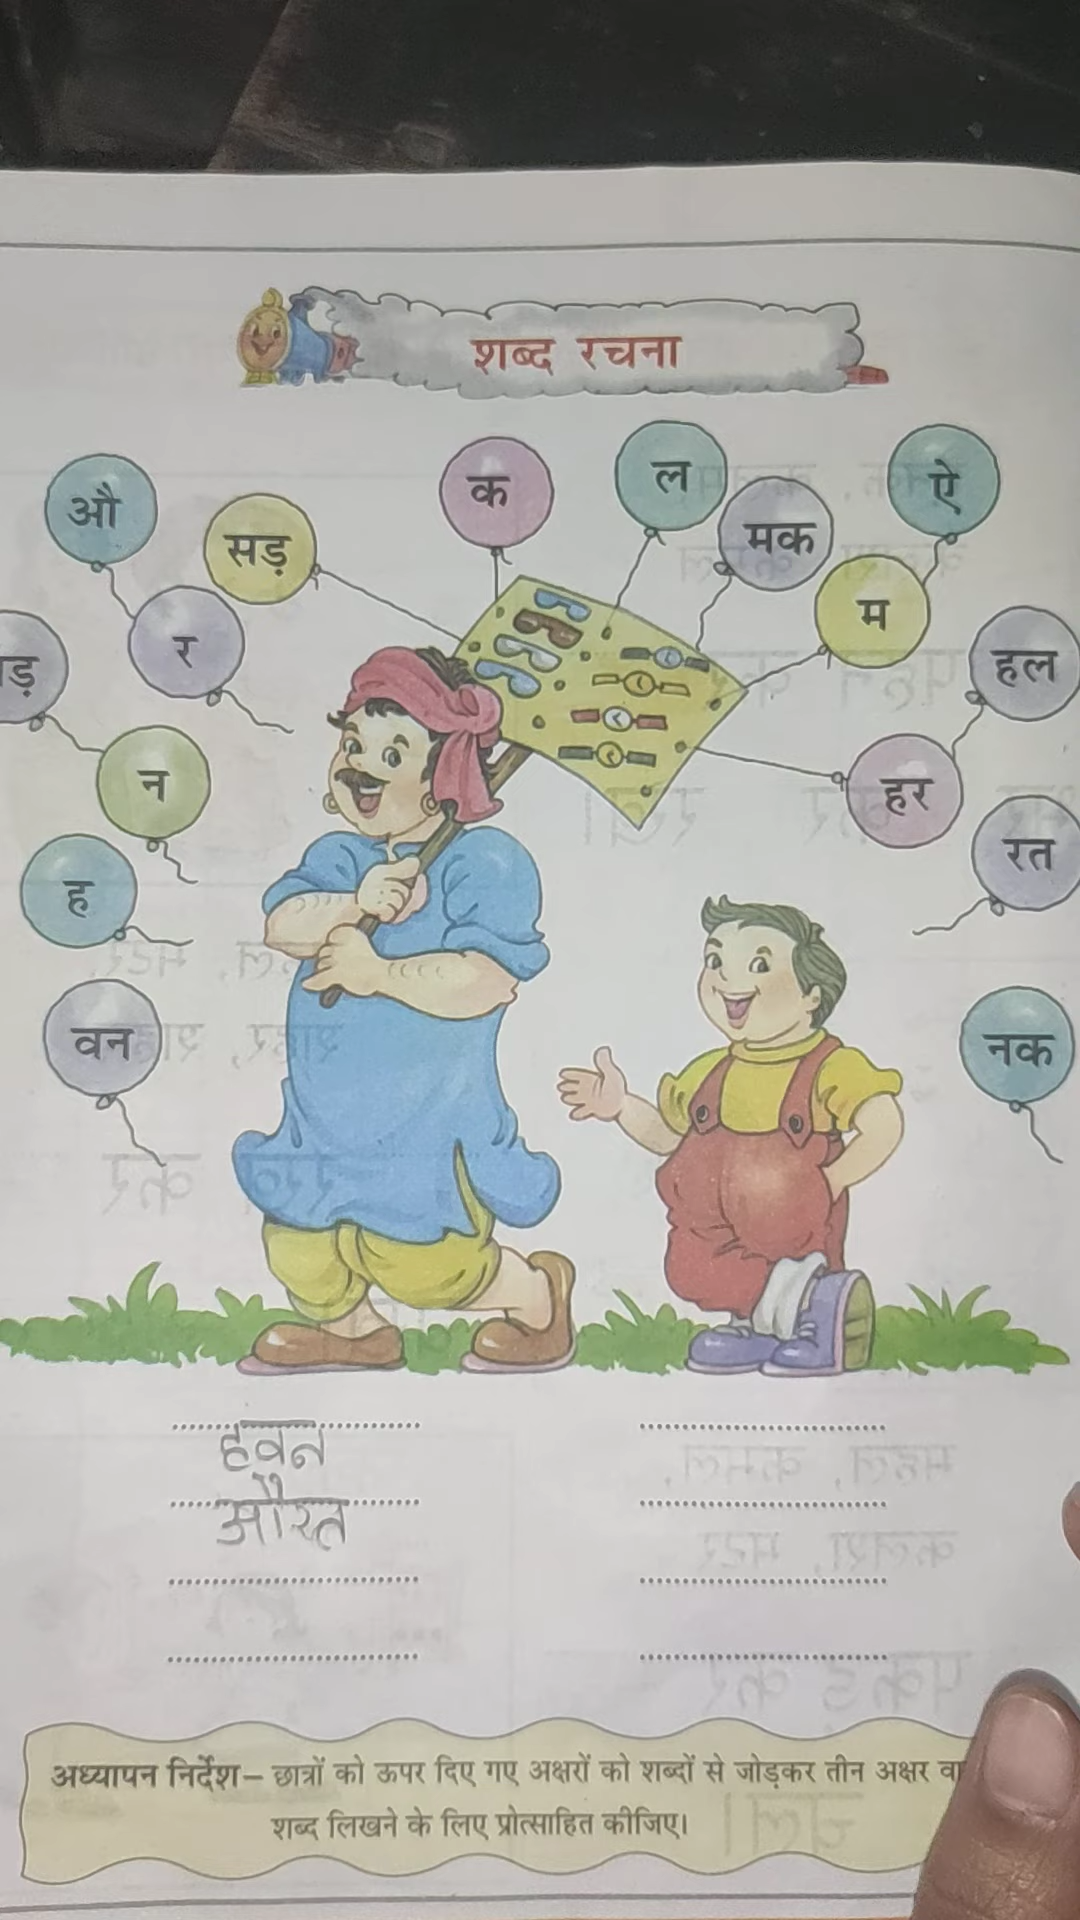 शब्द रचना
औ
सड़
क
ल
मक
ऐ
र
म
हल
न
हर
रत
ह
वन
नक
हवन
औरत
अध्यापन निर्देश– छात्रों को ऊपर दिए गए अक्षरों को शब्दों से जोड़कर तीन अक्षर
शब्द लिखने के लिए प्रोत्साहित कीजिए।